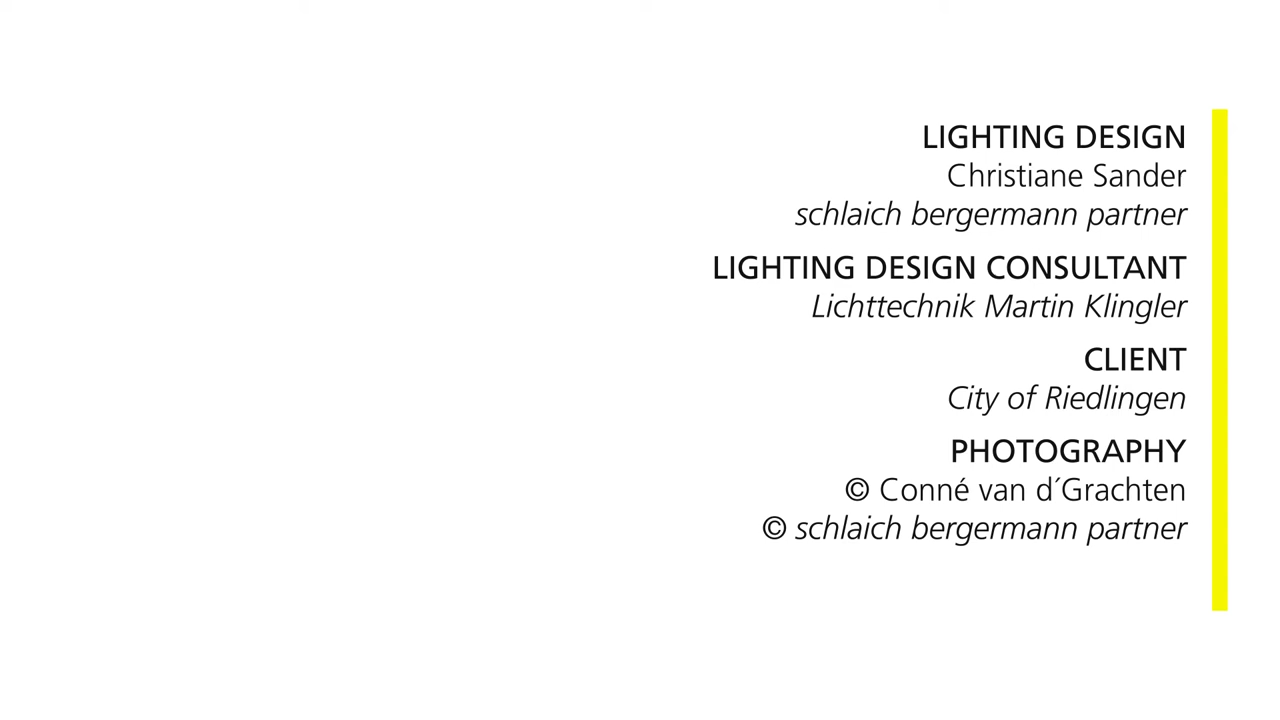 LIGHTING DESIGN
Christiane Sander
schlaich bergermann partner
LIGHTING DESIGN CONSULTANT
Lichttechnik Martin Klingler
CLIENT
City of Riedlingen
PHOTOGRAPHY
© Conné van d´Grachten
© schlaich bergermann partner